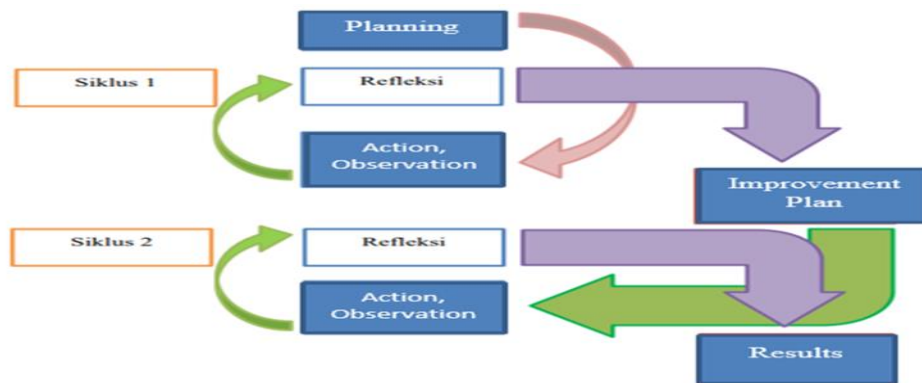 Planning
Siklus 1
Refleksi
Action,
Observation
Improvement
Plan
Siklus 2
Refleksi
Action,
Observation
Results